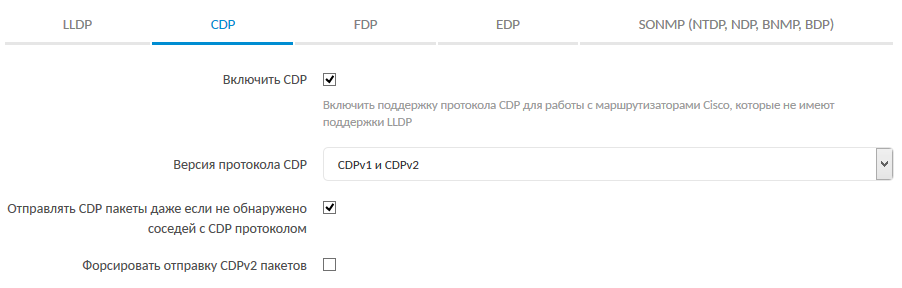 LLDP CDP FDP EDP SONMP (NTDP, NDP, BNMP, BDP)
Включить CDP
Включить поддержку протокола CDP для работы с маршрутизаторами Cisco, которые не имеют
поддержки LLDP
Версия протокола CDP CDPv1 и CDPv2
Отправлять CDP пакеты даже если не обнаружено
соседей с CDP протоколом
Форсировать отправку CDPv2 пакетов